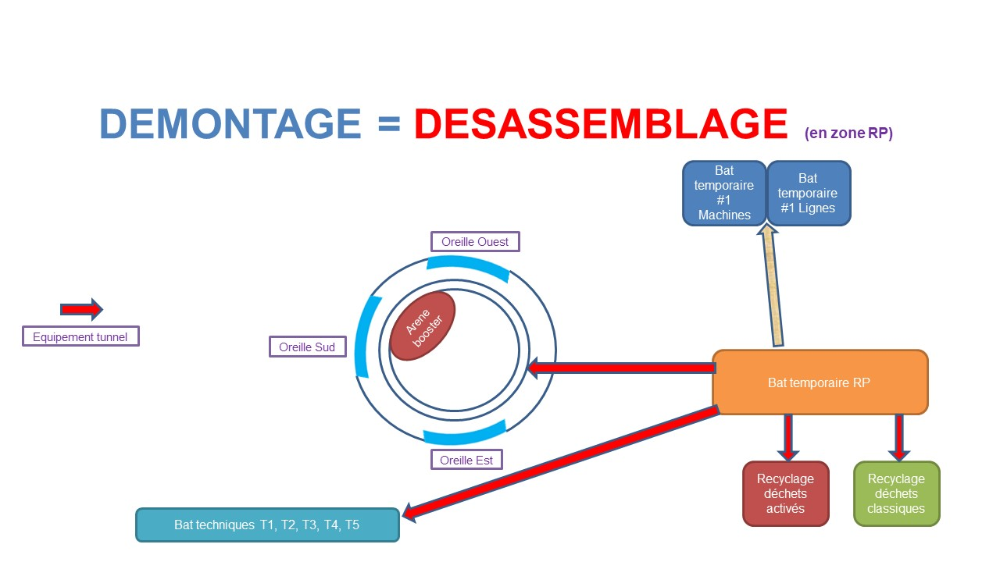 DEMONTAGE = DESASSEMBLAGE (en zone RP)
Bat
temporaire
#1
Machines
Bat
temporaire
#1 Lignes
Oreille Ouest
Arene
booster
Equipement tunnel
Oreille Sud
Bat temporaire RP
Oreille Est
Recyclage
déchets
activés
Recyclage
déchets
classiques
Bat techniques T1, T2, T3, T4, T5